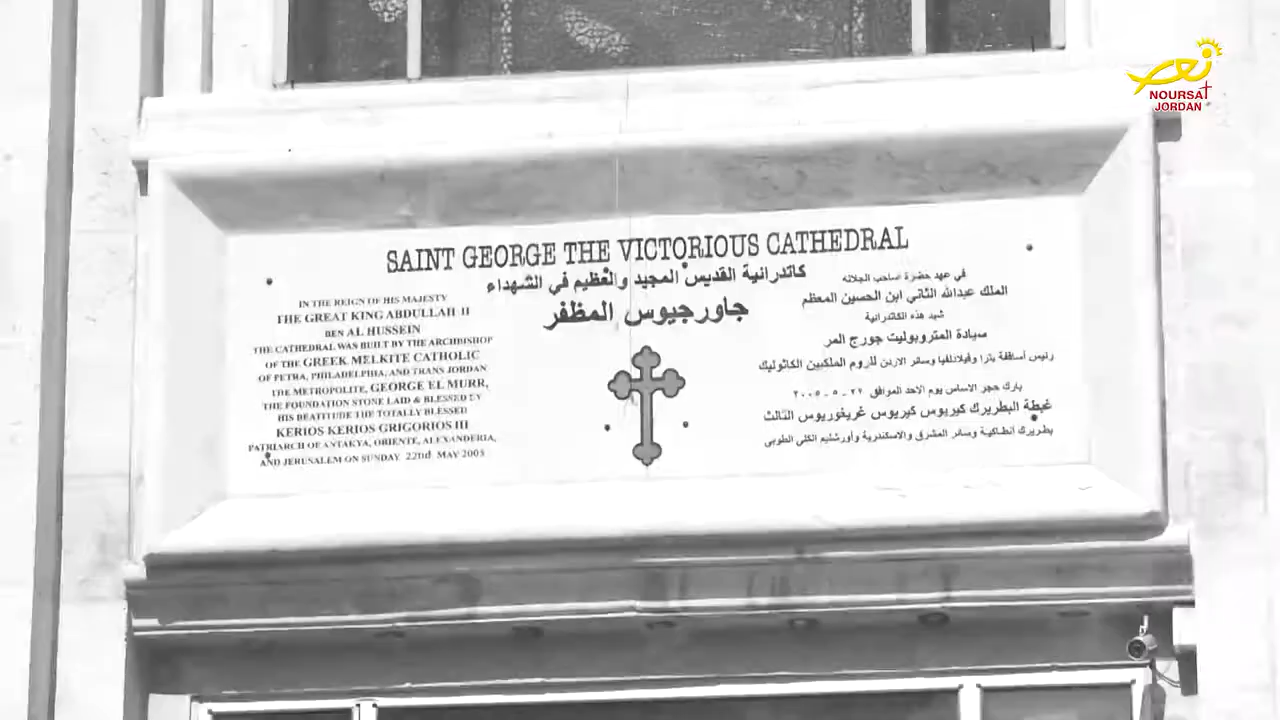 SAINT GEORGE THE VICTORIOUS CATHEDRAL
كاتدرانية القديس المجيد والعظيم في الشهداء
جاورجيوس المظفر
IN THE REIGN OF HIS MAJESTY
THE GREAT KING ABDULLAH II
BEN AL HUSSEIN
THE CATHEDRAL WAS BUILT BY THE ARCHBISHOP
OF THE GREEK MELKITE CATHOLIC
OF PETRA, PHILADELPHIA, AND TRANS JORDAN
THE METROPOLITE, GEORGE EL MURR,
THE FOUNDATION STONE LAID & BLESSED BY
HIS BEATITUDE THE TOTALLY BLESSED
KERIOS KERIOS GRIGORIOS III
PATRIARCH OF ANTAKYA, ORIENTE, ALEXANDERIA,
AND JERUSALEM ON SUNDAY 22nd MAY 2005
في عهد حضرة صاحب الجلاله
الملك عبدالله الثاني ابن الحسين المعظم
شيد هذه الكاتدرانية
سيادة المتروبوليت جورج المر
رئيس أساقفة بترا وفيلادلفيا وسائر الاردن للروم الملكيين الكاثوليك
بارك حجر الاساس يوم الاحد الموافق ٢٢ - ٥ - ٢٠٠٥
غبطة البطريرك كيريوس كيريوس غريغوريوس الثالث
بطريرك أنطاكية وسائر المشرق والاسكندرية وأورشليم الكلي الطوبى
نور
NOURSAT
JORDAN